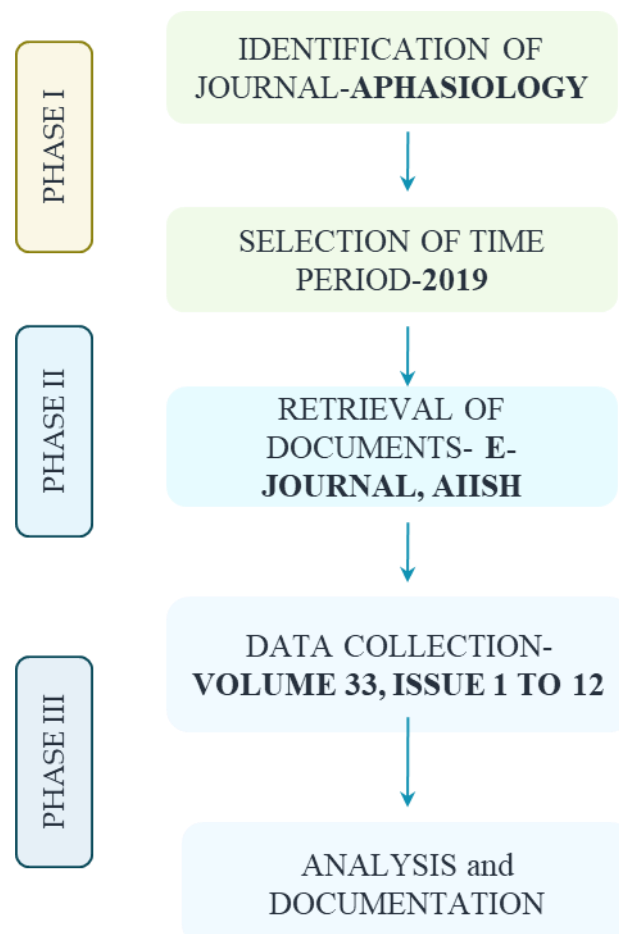 PHASE I
IDENTIFICATION OF
JOURNAL-APHASIOLOGY
SELECTION OF TIME
PERIOD-2019
PHASE II
RETRIEVAL OF
DOCUMENTS- E-
JOURNAL, AIISH
PHASE III
DATA COLLECTION-
VOLUME 33, ISSUE 1 TO 12
ANALYSIS and
DOCUMENTATION